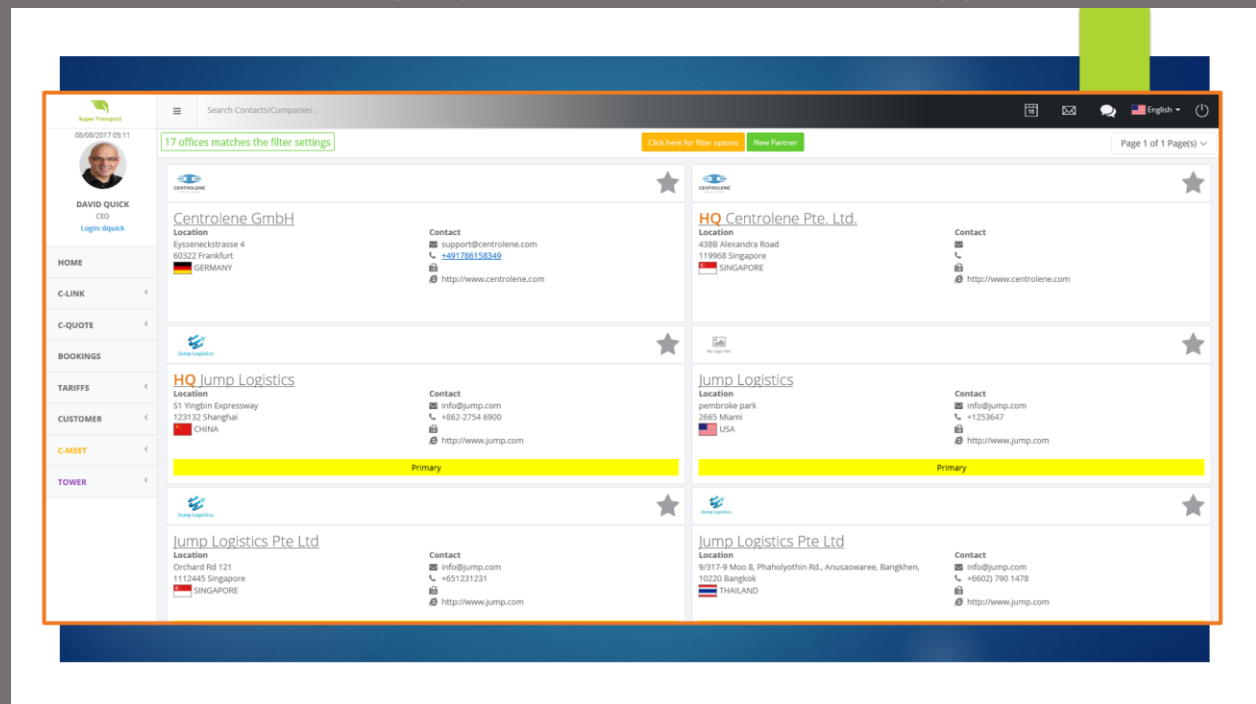 Super Transport
Search Contacts/Companies .
15
English
08/08/2017 05:11
17 offices matches the filter settings
Click here for filter optons
New Partner
Page 1 of 1 Page(s)
DAVID QUICK
CEO
Login: dquick
HOME
C-LINK
C-QUOTE
BOOKINGS
TARIFFS
CUSTOMER
C-MEET
TOWER
CENTROLENE
Centrolene GmbH
Location
Eysseneckstrasse 4
60322 Frankfurt
GERMANY
Contact
support@centrolene.com
+491786158349
http://www.centrolene.com
CENTROLENE
HQ Centrolene Pte. Ltd.
Location
438B Alexandra Road
119968 Singapore
SINGAPORE
Contact
http://www.centrolene.com
Jump Logistics
HQ Jump Logistics
Location
S1 Yingbin Expressway
123132 Shanghai
CHINA
Contact
info@jump.com
+862-2754 6900
http://www.jump.com
Primary
No Logo Yet!
Jump Logistics
Location
pembroke park
2665 Miami
USA
Contact
info@jump.com
+1253647
http://www.jump.com
Primary
Jump Logistics
Jump Logistics Pte Ltd
Location
Orchard Rd 121
1112445 Singapore
SINGAPORE
Contact
info@jump.com
+651231231
http://www.jump.com
Jump Logistics
Jump Logistics Pte Ltd
Location
9/317-9 Moo 8, Phaholyothin Rd., Anusaowaree, Bangkhen,
10220 Bangkok
THAILAND
Contact
info@jump.com
+6602) 790 1478
http://www.jump.com